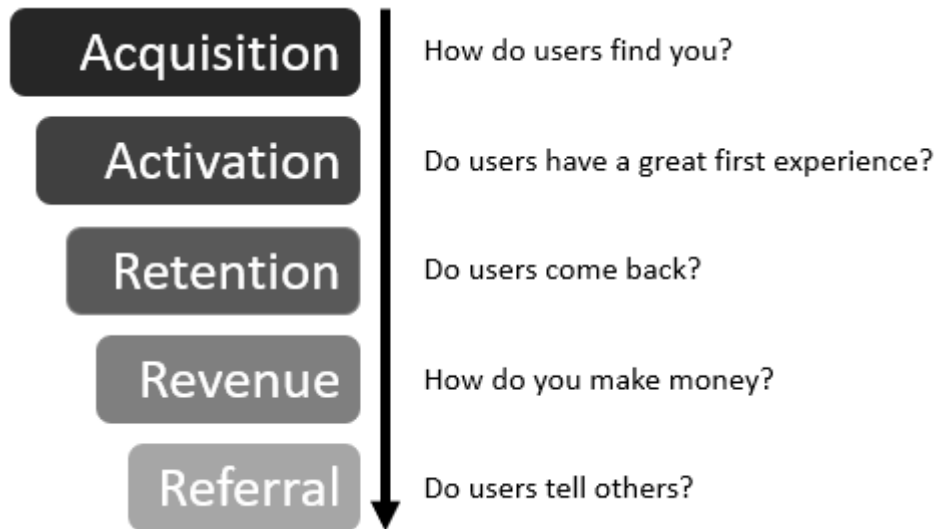 Acquisition
How do users find you?
Activation
Do users have a great first experience?
Retention
Do users come back?
Revenue
How do you make money?
Referral
Do users tell others?